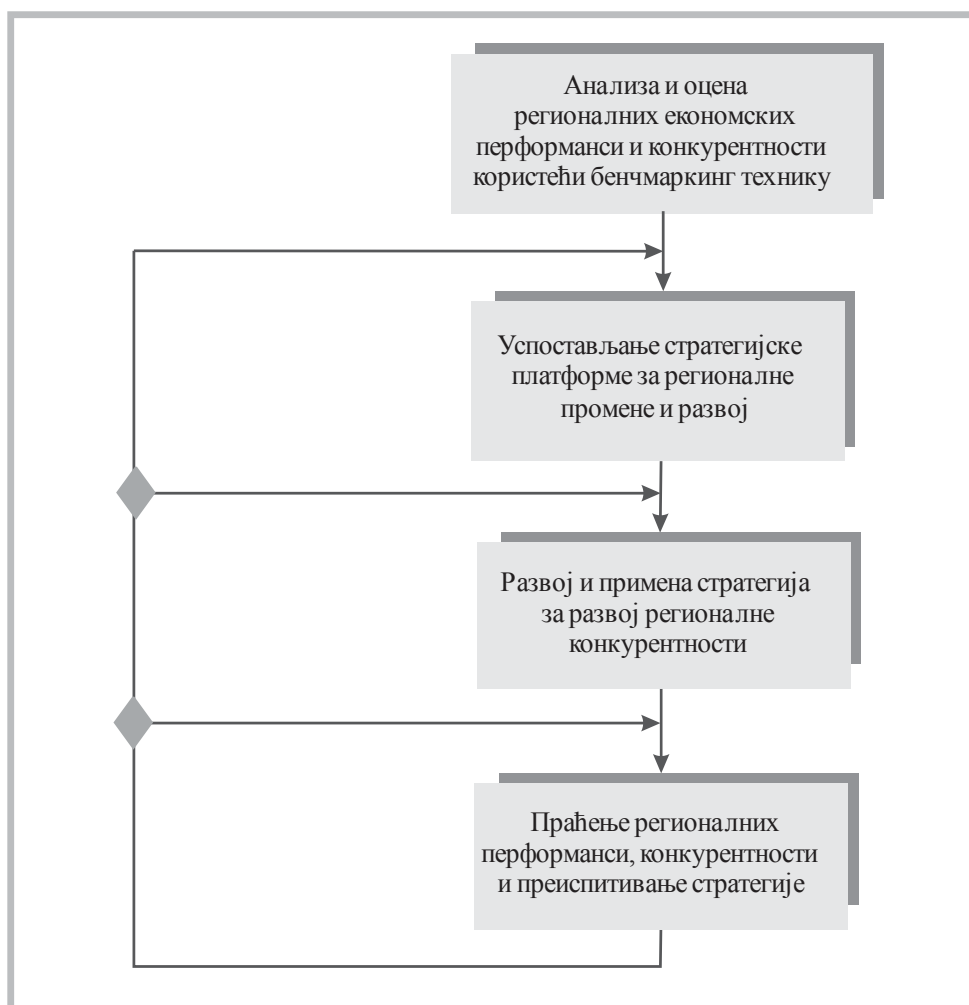 Анализа и оцена
регионалних економских
перформанси и конкурентности
користећи бенчмаркинг технику
Успостављање стратегијске
платформе за регионалне
промене и развој
Развој и примена стратегија
за развој регионалне
конкурентности
Праћење регионалних
перформанси, конкурентности
и преиспитивање стратегије